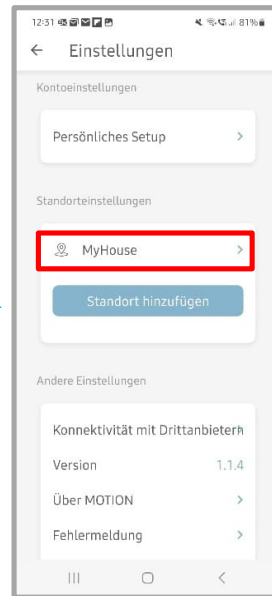 12:31 81%
← Einstellungen
Kontoeinstellungen
Persönliches Setup >
Standorteinstellungen
MyHouse >
Standort hinzufügen
Andere Einstellungen
Konnektivität mit Drittanbietern
Version 1.1.4
Über MOTION >
Fehlermeldung >